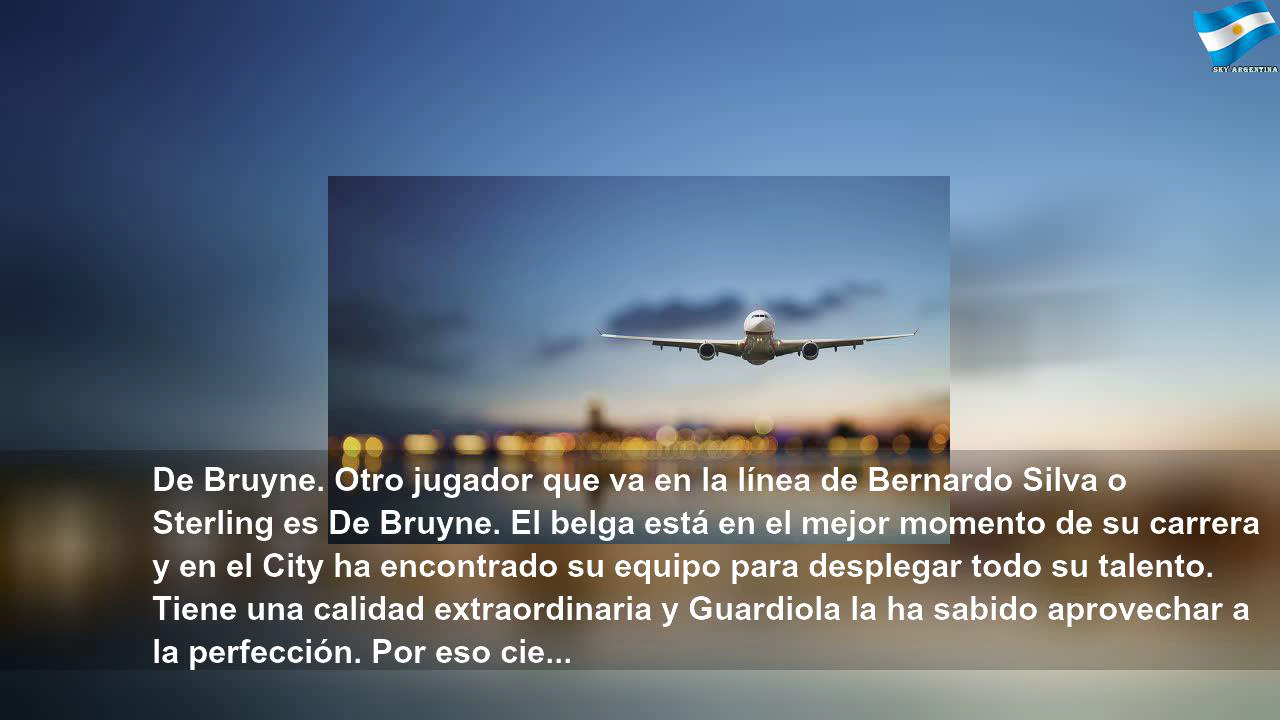 SKY ARGENTINA
De Bruyne. Otro jugador que va en la línea de Bernardo Silva o
Sterling es De Bruyne. El belga está en el mejor momento de su carrera
y en el City ha encontrado su equipo para desplegar todo su talento.
Tiene una calidad extraordinaria y Guardiola la ha sabido aprovechar a
la perfección. Por eso cie...